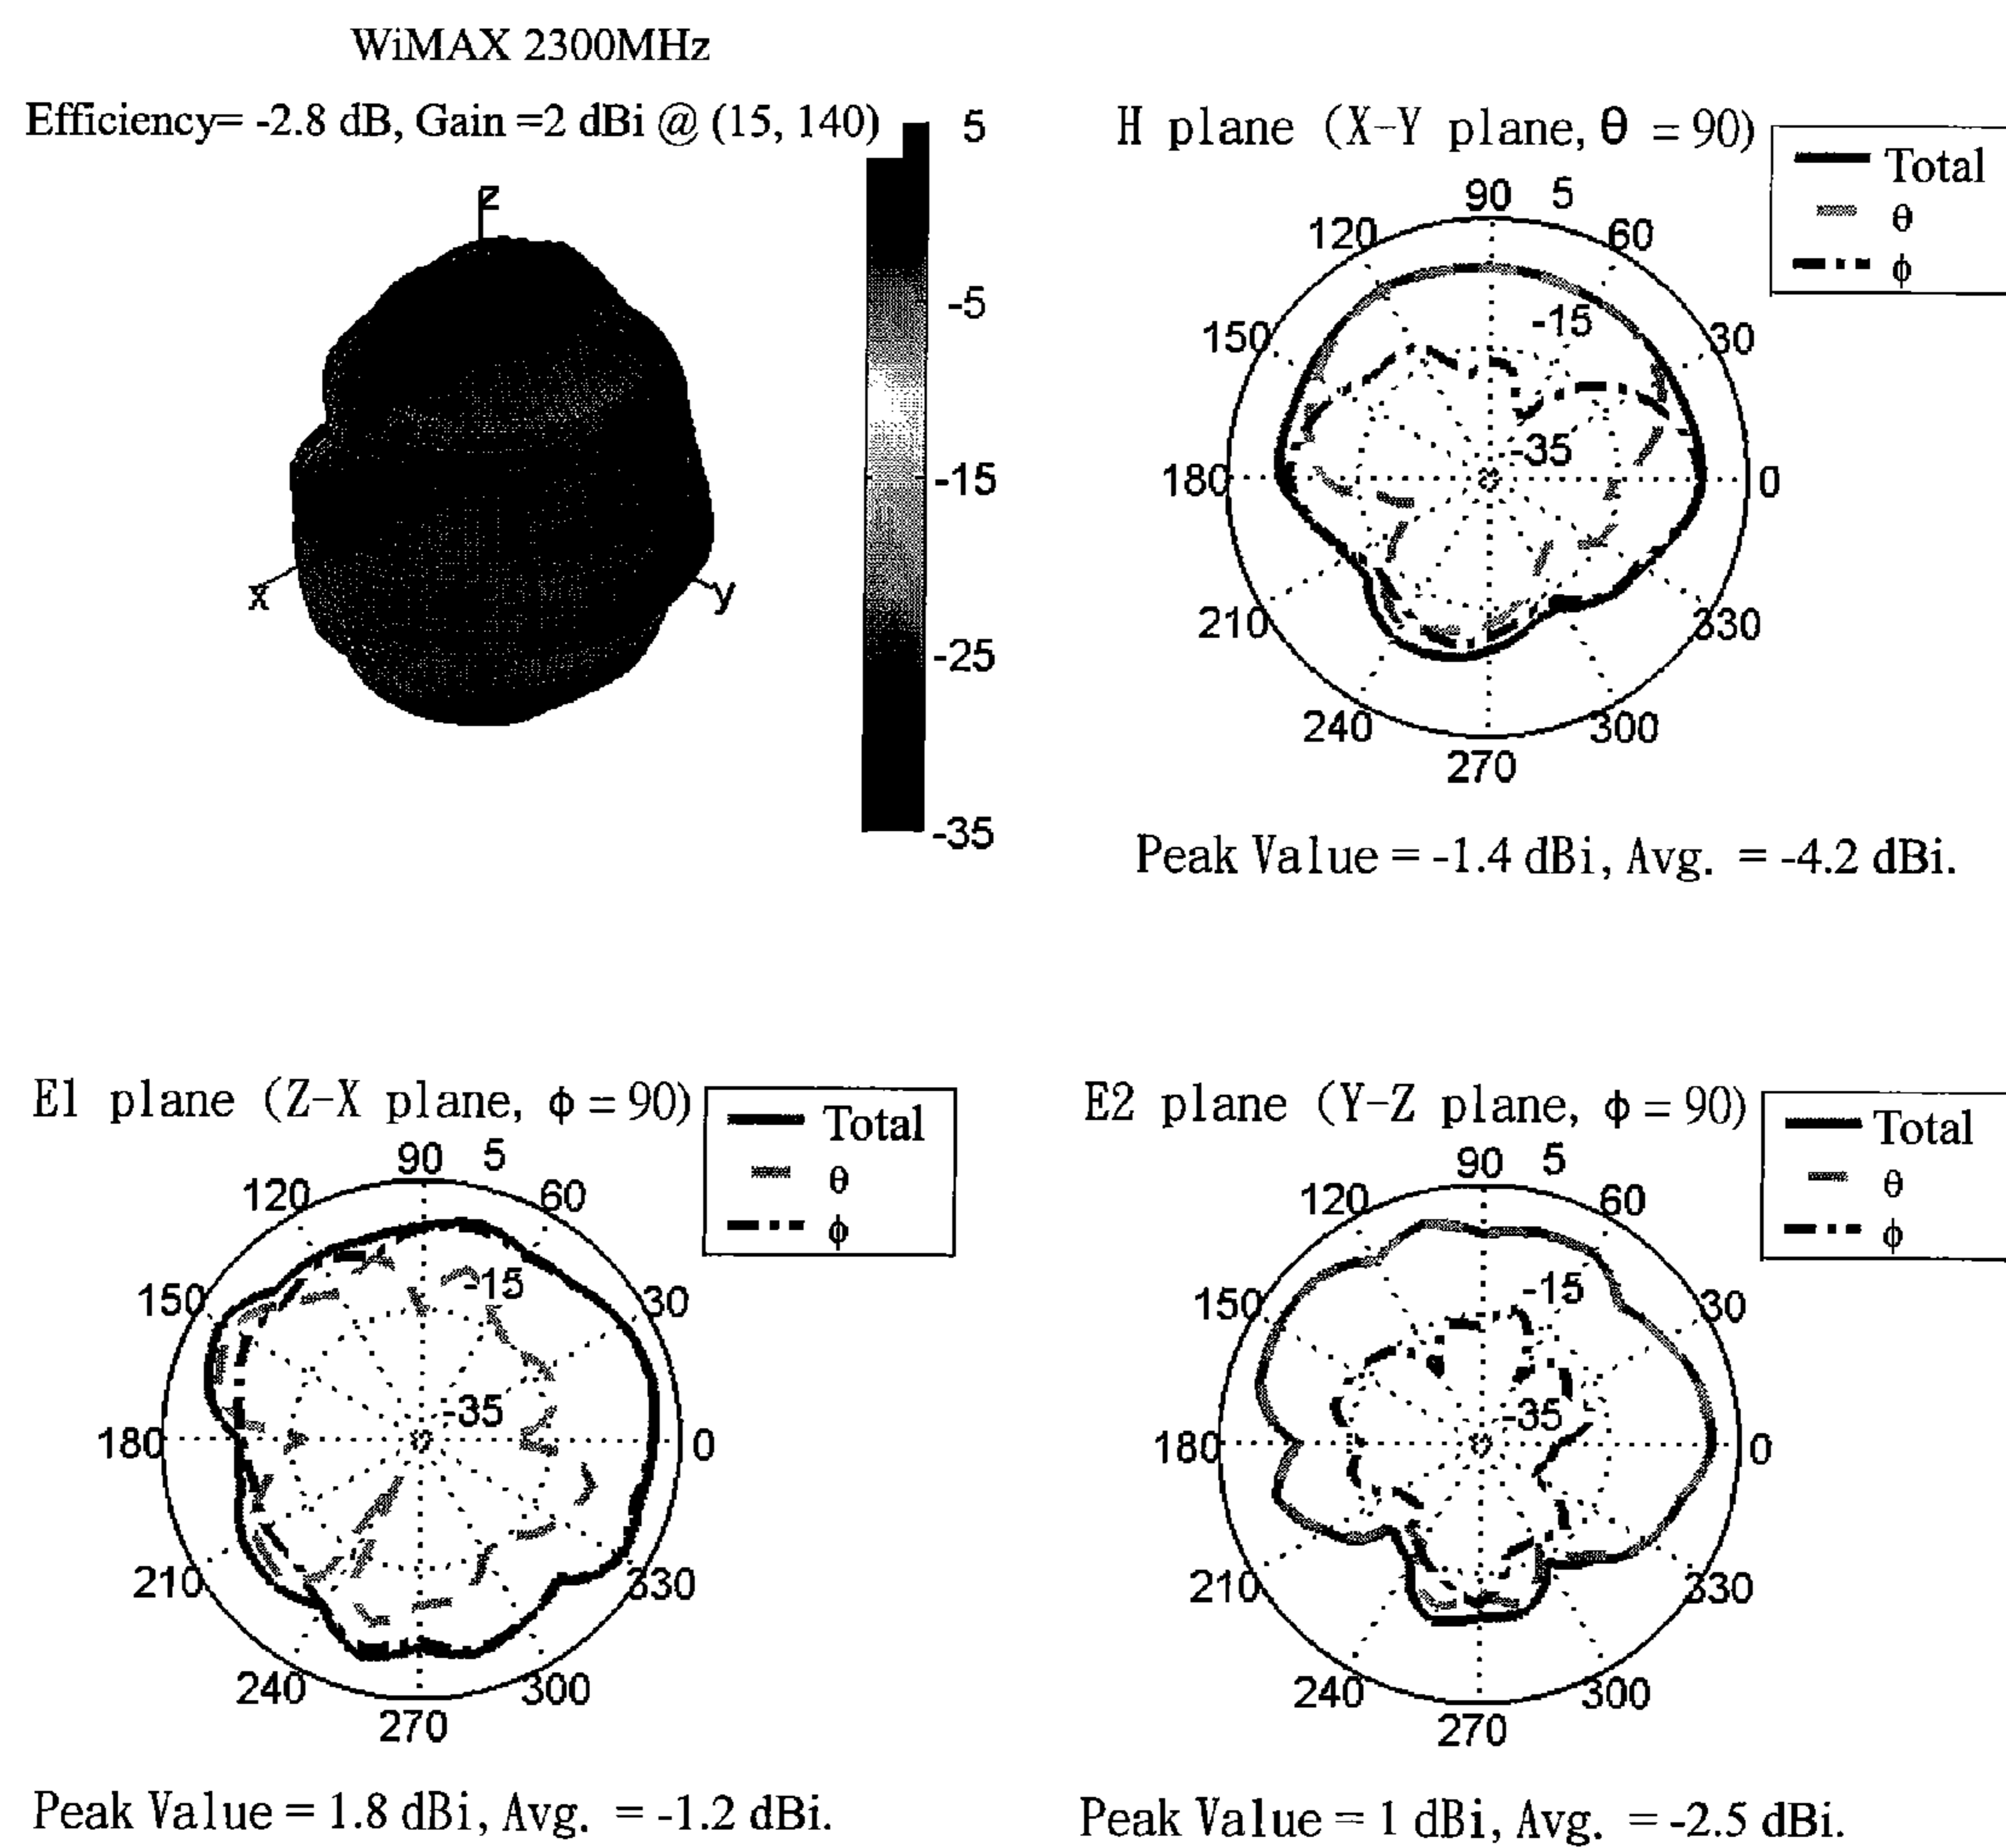 WiMAX 2300MHz
Efficiency= -2.8 dB, Gain =2 dBi @ (15, 140)
z
x
y
5
-5
-15
-25
-35
H plane (X-Y plane, θ = 90)
Total
θ
ϕ
90
5
120
60
150
-15
30
-35
180
0
210
330
240
300
270
Peak Value = -1.4 dBi, Avg. = -4.2 dBi.
E1 plane (Z-X plane, ϕ = 90)
Total
θ
ϕ
90
5
120
60
150
-15
30
-35
180
0
210
330
240
300
270
Peak Value = 1.8 dBi, Avg. = -1.2 dBi.
E2 plane (Y-Z plane, ϕ = 90)
Total
θ
ϕ
90
5
120
60
150
-15
30
-35
180
0
210
330
240
300
270
Peak Value = 1 dBi, Avg. = -2.5 dBi.